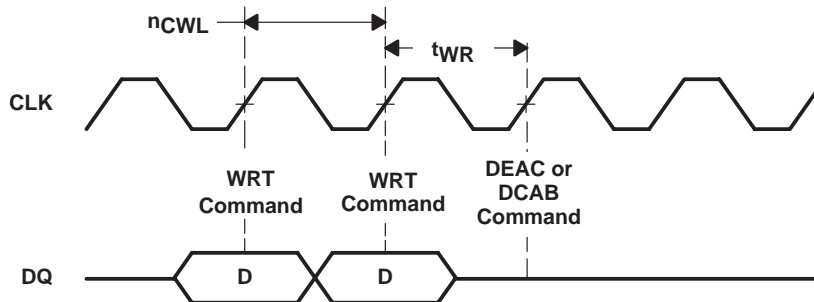 nCWL
tWR
CLK
WRT
Command
WRT
Command
DEAC or
DCAB
Command
DQ
D
D